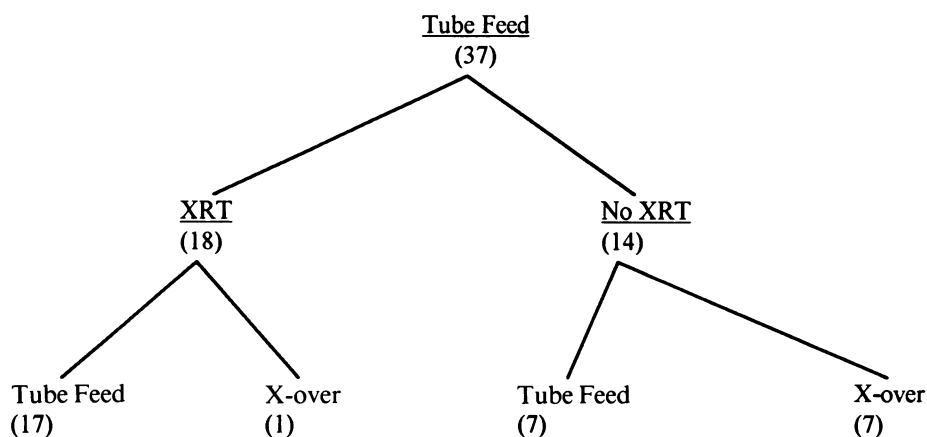 Tube Feed
(37)
XRT
(18)
No XRT
(14)
Tube Feed
(17)
X-over
(1)
Tube Feed
(7)
X-over
(7)